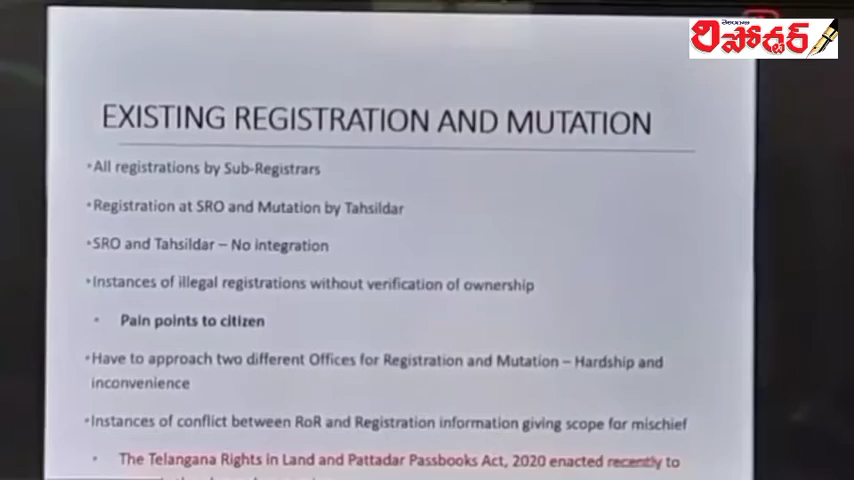 తెలంగాణ
రిపోర్టర్
EXISTING REGISTRATION AND MUTATION
•All registrations by Sub-Registrars
•Registration at SRO and Mutation by Tahsildar
•SRO and Tahsildar – No integration
•Instances of illegal registrations without verification of ownership
• Pain points to citizen
•Have to approach two different Offices for Registration and Mutation – Hardship and
inconvenience
•Instances of conflict between RoR and Registration information giving scope for mischief
• The Telangana Rights in Land and Pattadar Passbooks Act, 2020 enacted recently to